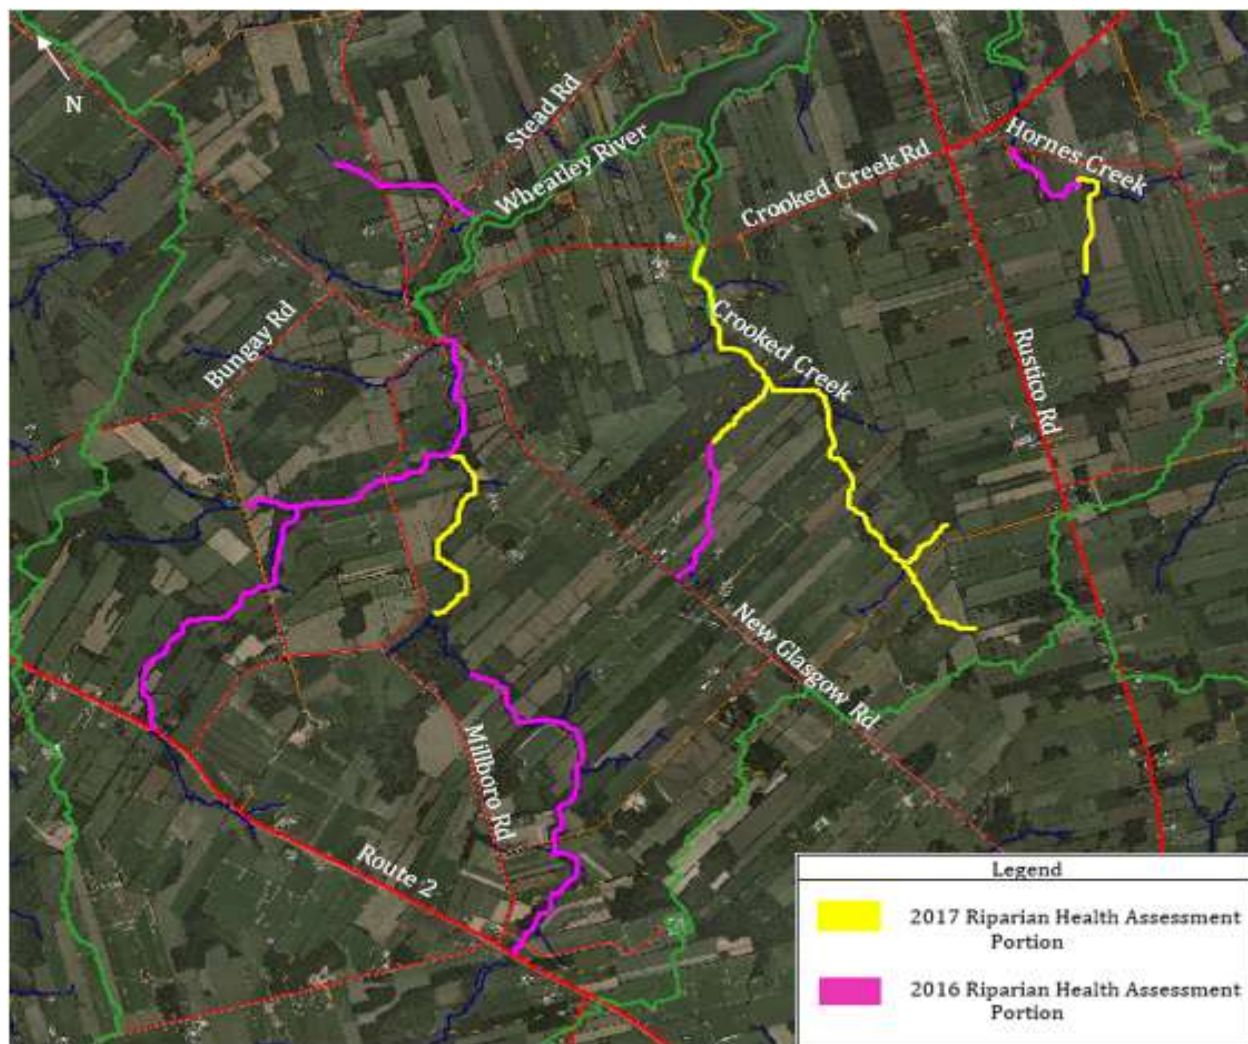 N
Stead Rd
Wheatley River
Hornes Creek
Crooked Creek Rd
Bungay Rd
Crooked Creek
Rustico Rd
New Glasgow Rd
Millboro Rd
Route 2
Legend
2017 Riparian Health Assessment
Portion
2016 Riparian Health Assessment
Portion